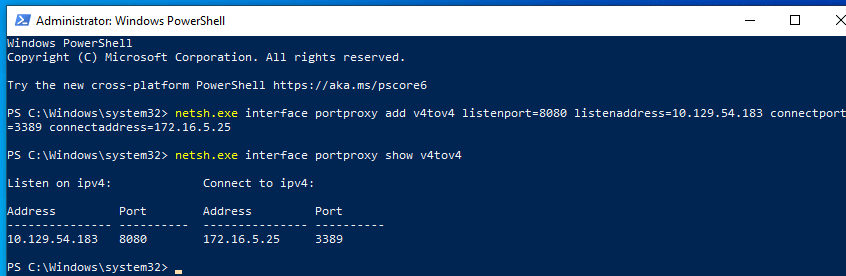 Administrator: Windows PowerShell
Windows PowerShell
Copyright (C) Microsoft Corporation. All rights reserved.
Try the new cross-platform PowerShell https://aka.ms/pscore6
PS C:\Windows\system32> netsh.exe interface portproxy add v4tov4 listenport=8080 listenaddress=10.129.54.183 connectport
=3389 connectaddress=172.16.5.25
PS C:\Windows\system32> netsh.exe interface portproxy show v4tov4
Listen on ipv4:             Connect to ipv4:
Address         Port        Address         Port
--------------- ----------  --------------- ----------
10.129.54.183   8080        172.16.5.25     3389
PS C:\Windows\system32>